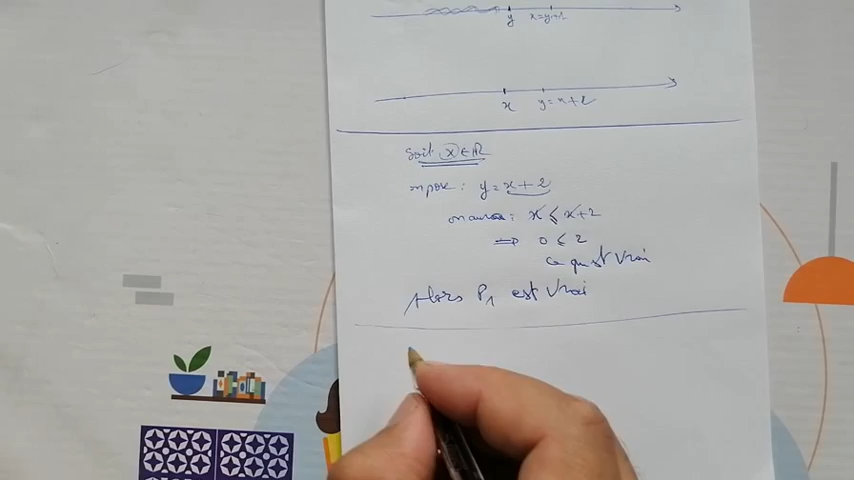 y x=y+2
x y=x+2
Soit x ∈ ℝ
on pose : y = x + 2
on aura : x ⩽ x+2
⟺ 0 ⩽ 2
ce qui est vrai
Alors P₁ est vrai